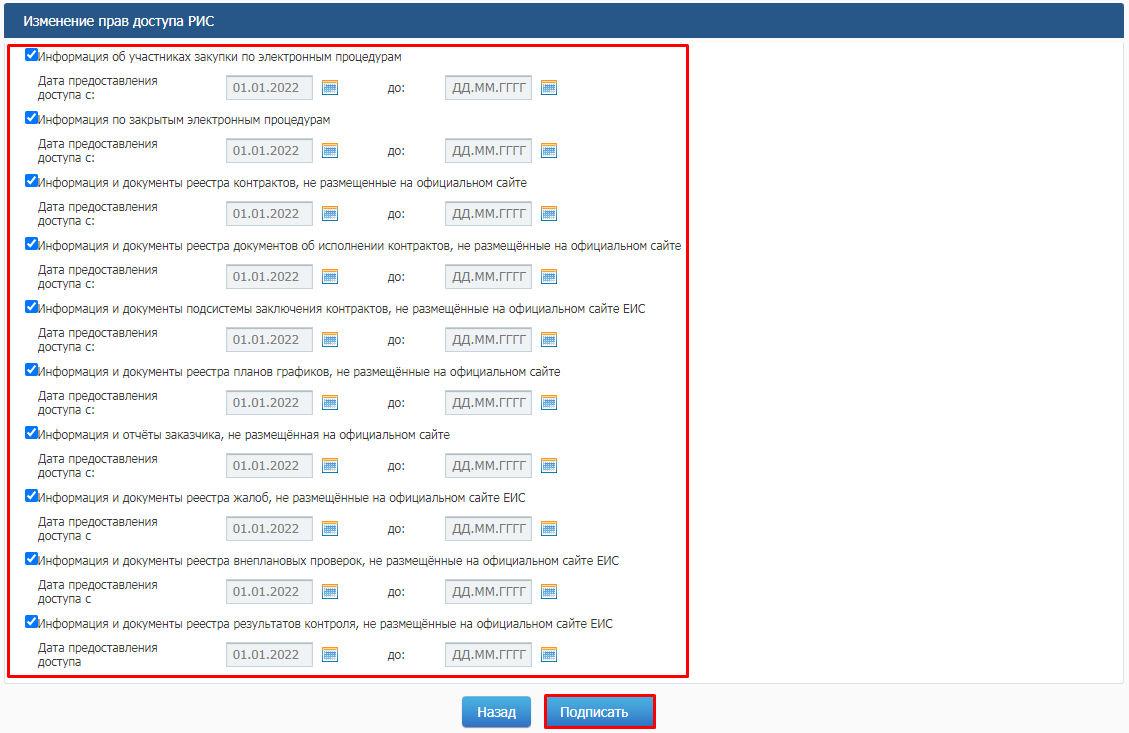 Изменение прав доступа РИС
Информация об участниках закупки по электронным процедурам
Дата предоставления
доступа с: 01.01.2022 до: ДД.ММ.ГГГГ
Информация по закрытым электронным процедурам
Дата предоставления
доступа с: 01.01.2022 до: ДД.ММ.ГГГГ
Информация и документы реестра контрактов, не размещенные на официальном сайте
Дата предоставления
доступа с: 01.01.2022 до: ДД.ММ.ГГГГ
Информация и документы реестра документов об исполнении контрактов, не размещённые на официальном сайте
Дата предоставления
доступа с: 01.01.2022 до: ДД.ММ.ГГГГ
Информация и документы подсистемы заключения контрактов, не размещённые на официальном сайте ЕИС
Дата предоставления
доступа с: 01.01.2022 до: ДД.ММ.ГГГГ
Информация и документы реестра планов графиков, не размещённые на официальном сайте
Дата предоставления
доступа с: 01.01.2022 до: ДД.ММ.ГГГГ
Информация и отчёты заказчика, не размещённая на официальном сайте
Дата предоставления
доступа с: 01.01.2022 до: ДД.ММ.ГГГГ
Информация и документы реестра жалоб, не размещённые на официальном сайте ЕИС
Дата предоставления
доступа с 01.01.2022 до: ДД.ММ.ГГГГ
Информация и документы реестра внеплановых проверок, не размещённые на официальном сайте ЕИС
Дата предоставления
доступа с 01.01.2022 до: ДД.ММ.ГГГГ
Информация и документы реестра результатов контроля, не размещённые на официальном сайте ЕИС
Дата предоставления
доступа 01.01.2022 до: ДД.ММ.ГГГГ
Назад Подписать